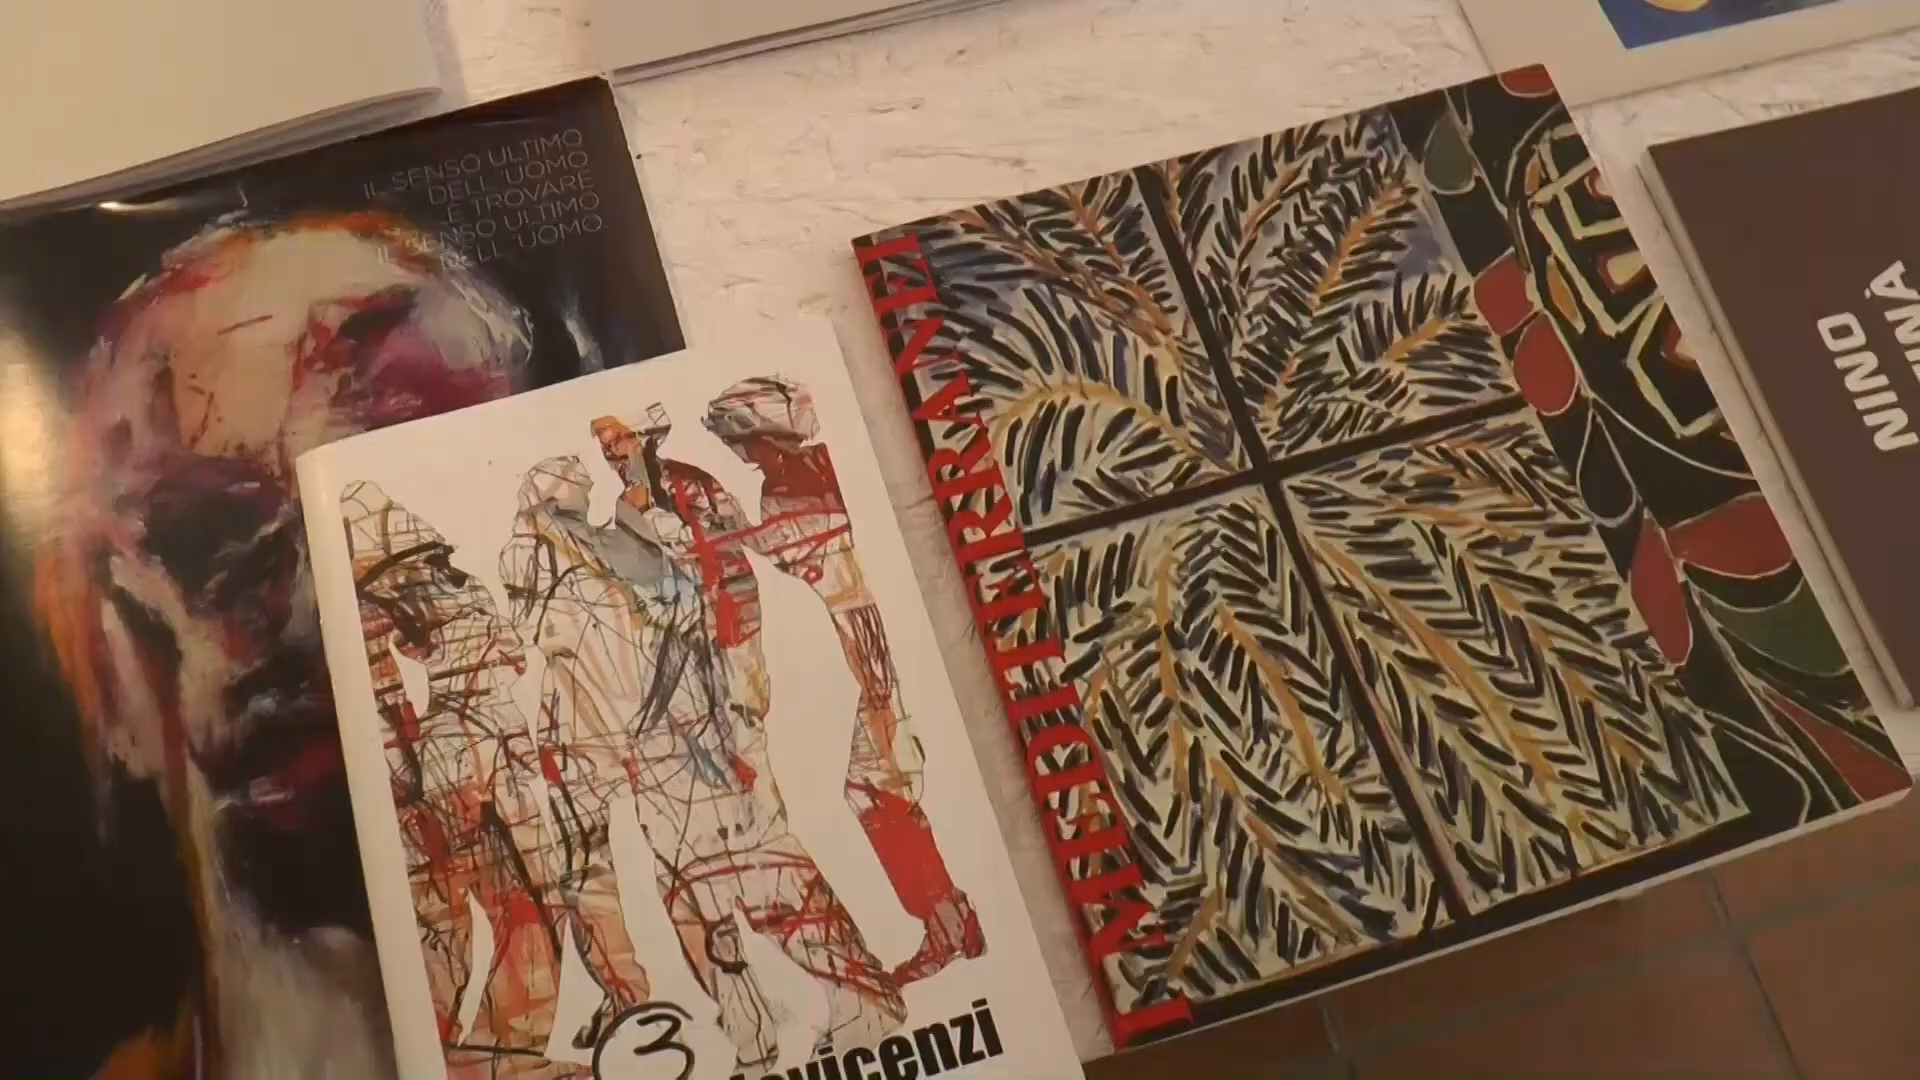 IL SENSO ULTIMO
DELL 'UOMO
È TROVARE
IL SENSO ULTIMO
DELL 'UOMO.
3
I MEDITERRANEI
NINO